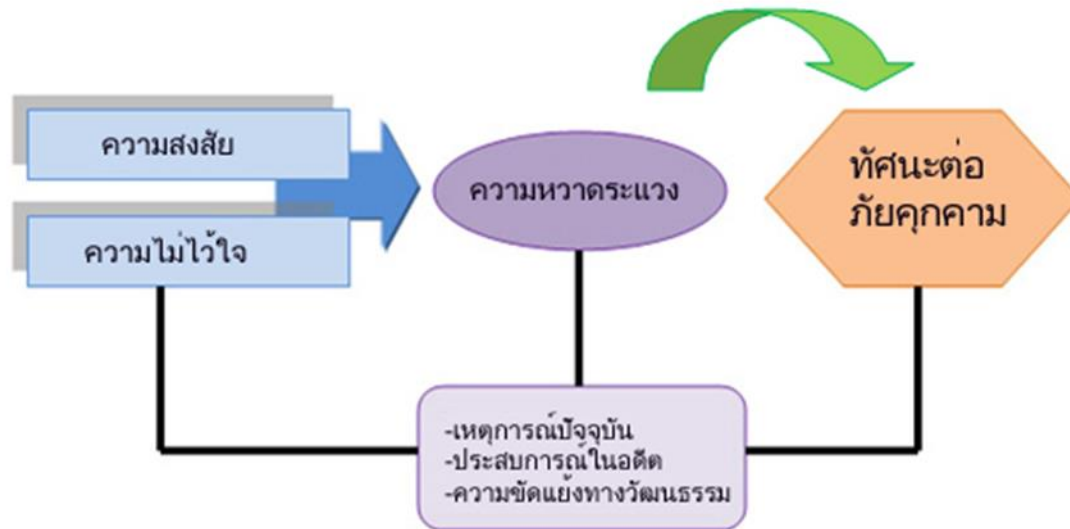 ความสงสัย
ความไม่ไว้ใจ
ความหวาดระแวง
ทัศนะต่อ
ภัยคุกคาม
-เหตุการณ์ปัจจุบัน
-ประสบการณ์ในอดีต
-ความขัดแย้งทางวัฒนธรรม